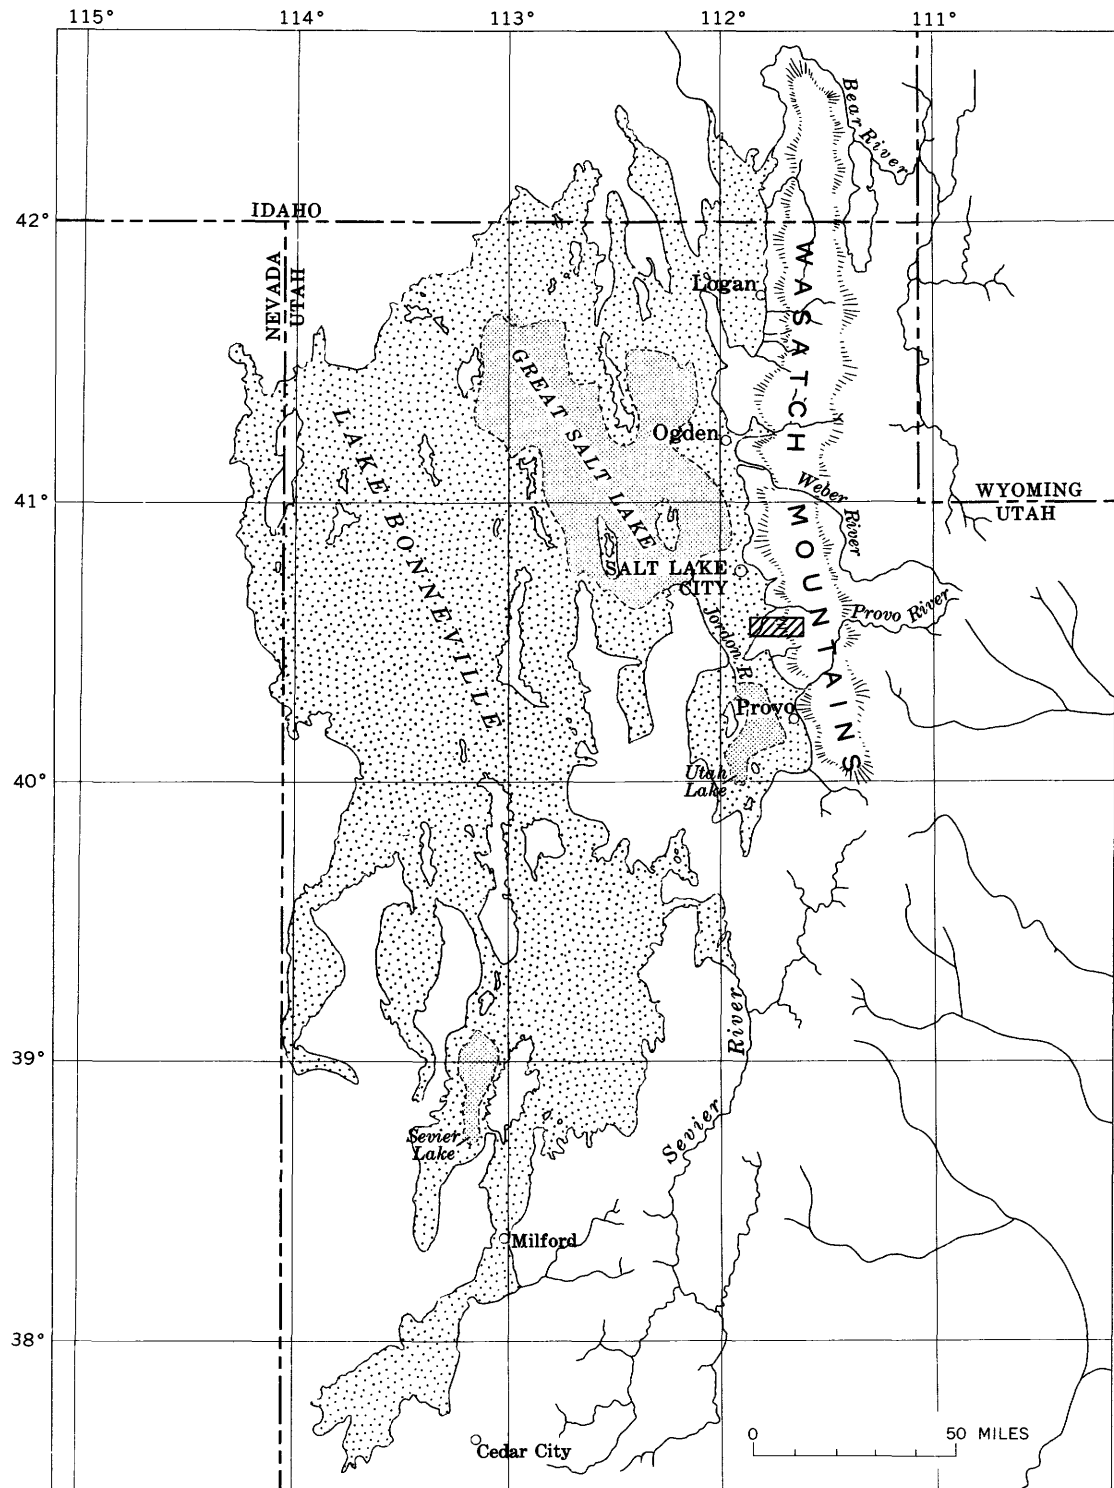 115° 114° 113° 112° 111°
Bear River
42°
IDAHO
NEVADA
UTAH
Logan
WASATCH MOUNTAINS
GREAT SALT LAKE
LAKE BONNEVILLE
Ogden
41°
Weber River
WYOMING
UTAH
SALT LAKE
CITY
Jordon R.
Provo River
Provo
Utah
Lake
40°
River
39°
Sevier
Sevier
Lake
Milford
38°
Cedar City
0 50 MILES